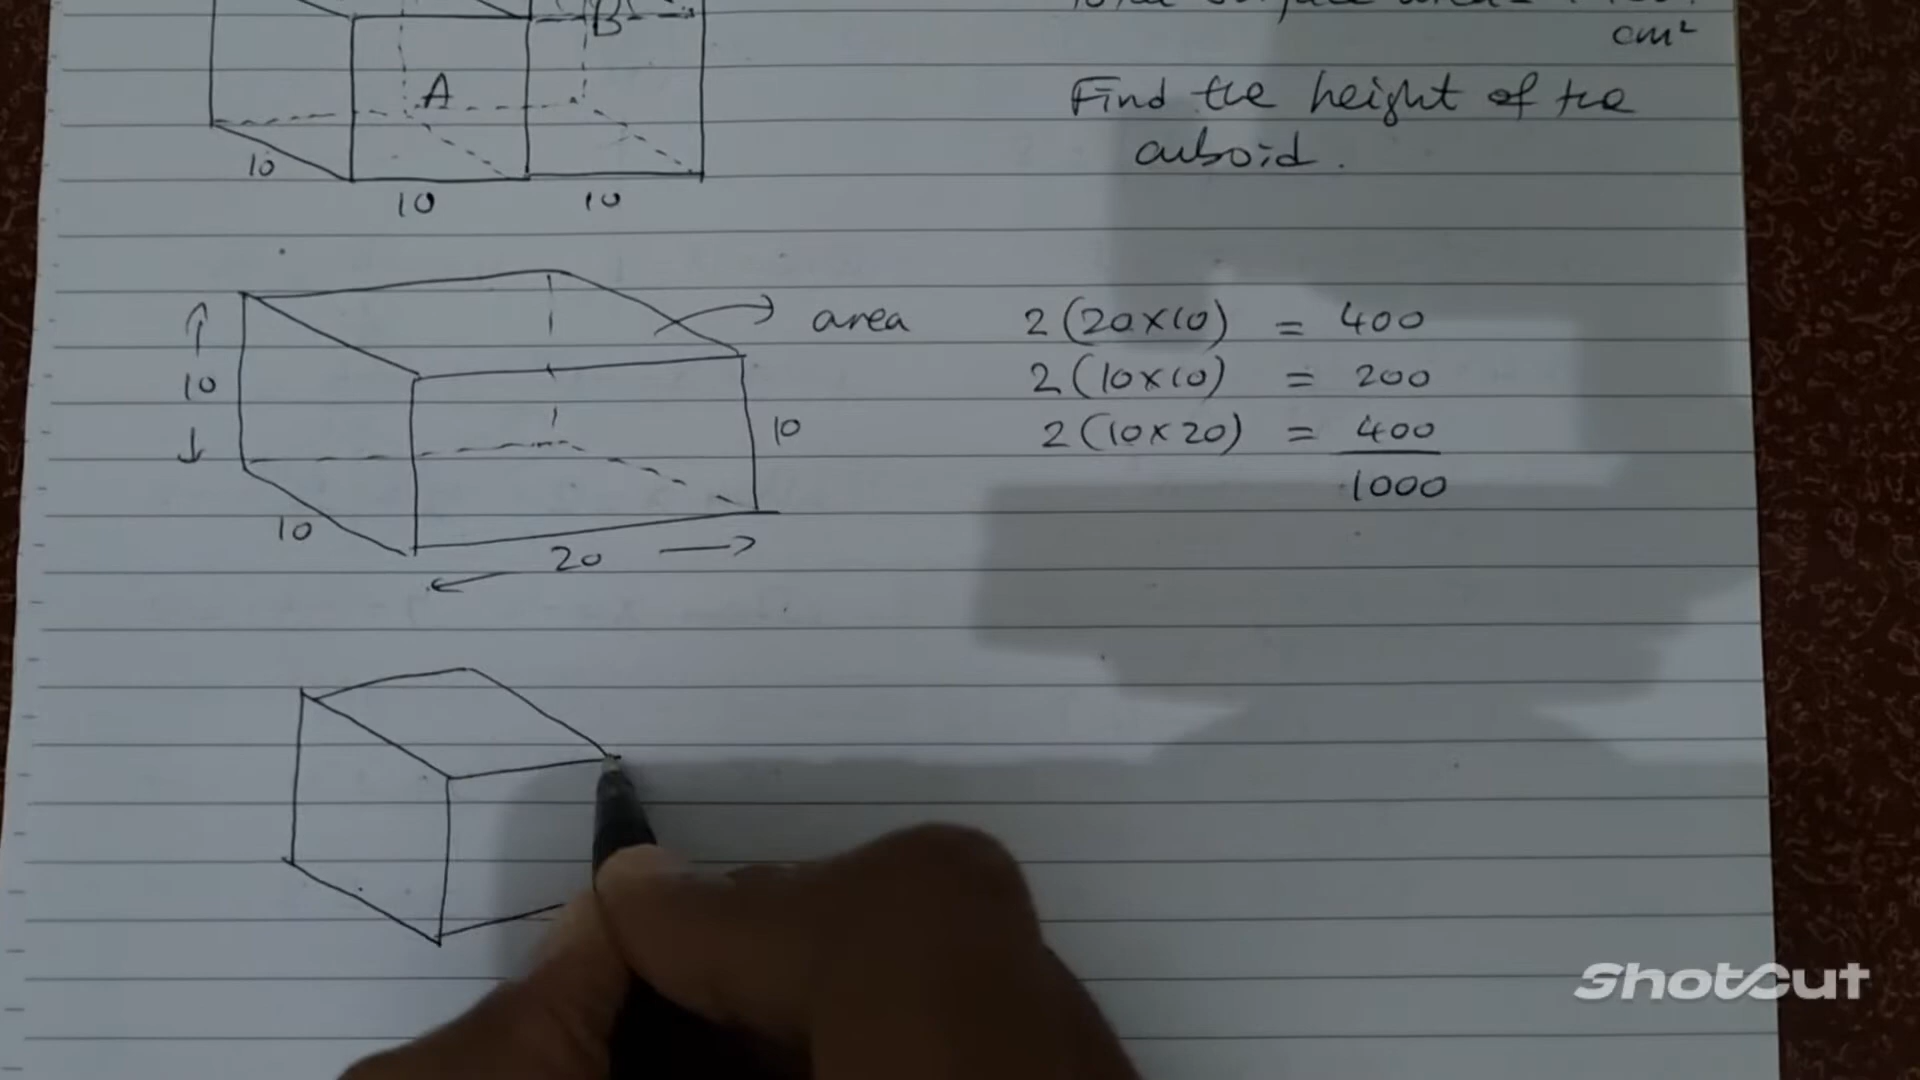 B
cm²
A
Find the height of the
cuboid.
10
10
10
area
2(20×10) = 400
10
2(10×10) = 200
10
2(10×20) = 400
1000
10
20
ShotCut